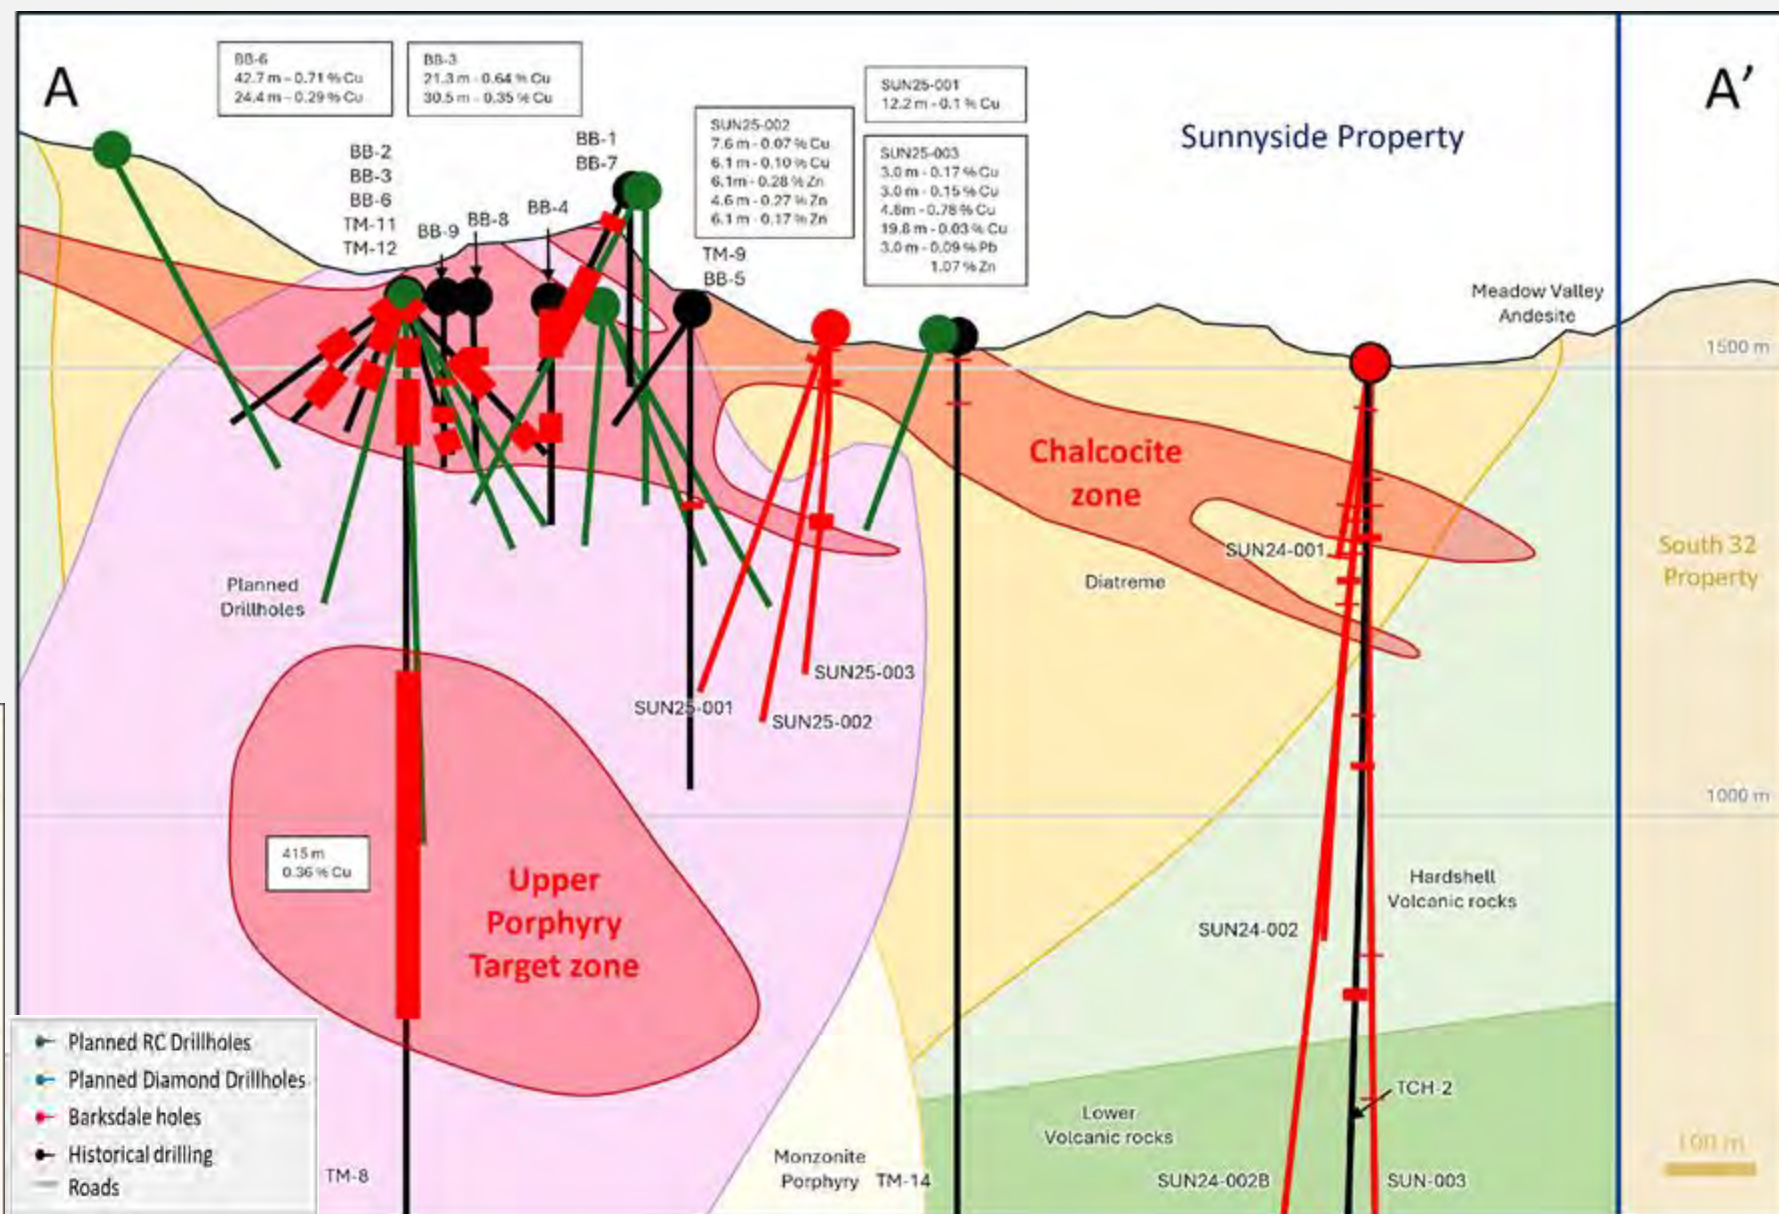 A
A'
BB-6
42.7 m - 0.71 % Cu
24.4 m - 0.29 % Cu
BB-3
21.3 m - 0.64 % Cu
30.5 m - 0.35 % Cu
SUN25-001
12.2 m - 0.1 % Cu
SUN25-002
7.6 m - 0.07 % Cu
6.1 m - 0.10 % Cu
6.1m - 0.28 % Zn
4.6 m - 0.27 % Zn
6.1 m - 0.17 % Zn
SUN25-003
3.0 m - 0.17 % Cu
3.0 m - 0.15 % Cu
4.8m - 0.78 % Cu
19.8 m - 0.03 % Cu
3.0 m - 0.09 % Pb
1.07 % Zn
Sunnyside Property
BB-2
BB-3
BB-6
TM-11
TM-12
BB-9
BB-8
BB-4
BB-1
BB-7
TM-9
BB-5
Meadow Valley
Andesite
1500 m
Chalcocite
zone
SUN24-001
Diatreme
South 32
Property
Planned
Drillholes
SUN25-003
SUN25-001
SUN25-002
1000 m
415 m
0.36 % Cu
Upper
Porphyry
Target zone
Hardshell
Volcanic rocks
SUN24-002
TCH-2
Lower
Volcanic rocks
100 m
Monzonite
Porphyry
TM-8
TM-14
SUN24-002B
SUN-003
Planned RC Drillholes
Planned Diamond Drillholes
Barksdale holes
Historical drilling
Roads